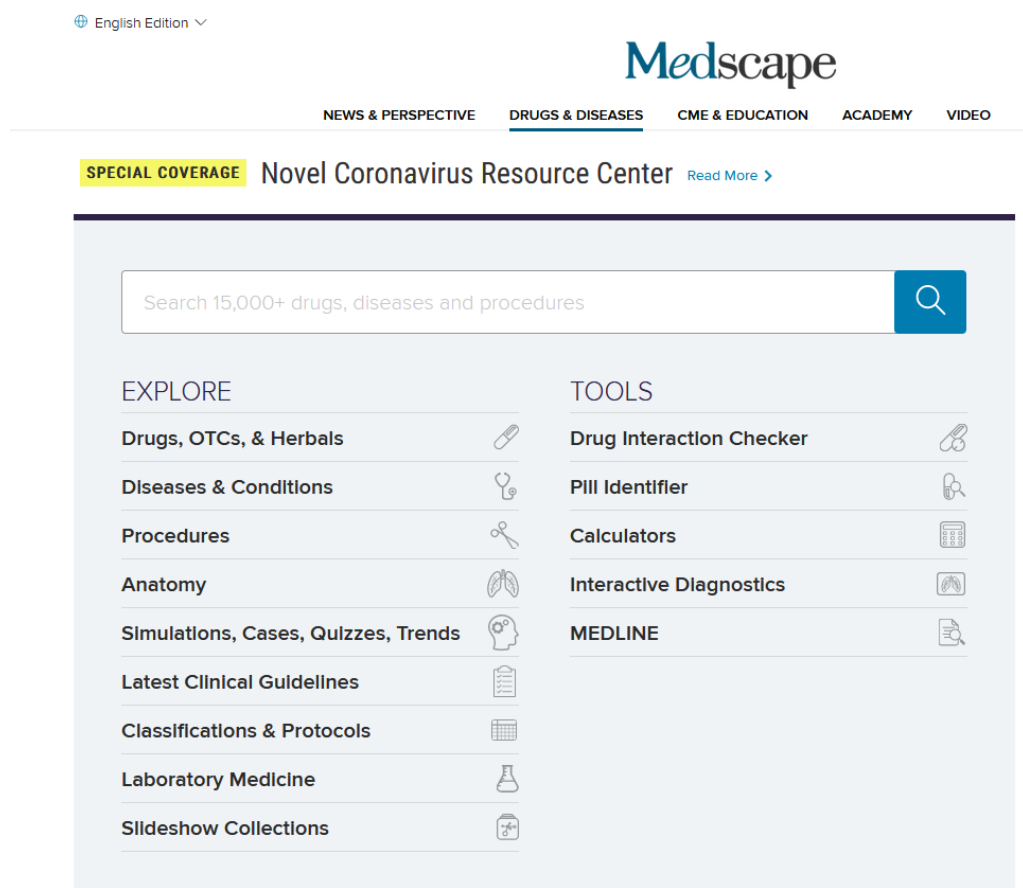 English Edition
Medscape
NEWS & PERSPECTIVE DRUGS & DISEASES CME & EDUCATION ACADEMY VIDEO
SPECIAL COVERAGE Novel Coronavirus Resource Center Read More
Search 15,000+ drugs, diseases and procedures
EXPLORE
Drugs, OTCs, & Herbals
Diseases & Conditions
Procedures
Anatomy
Simulations, Cases, Quizzes, Trends
Latest Clinical Guidelines
Classifications & Protocols
Laboratory Medicine
Slideshow Collections
TOOLS
Drug Interaction Checker
Pill Identifier
Calculators
Interactive Diagnostics
MEDLINE